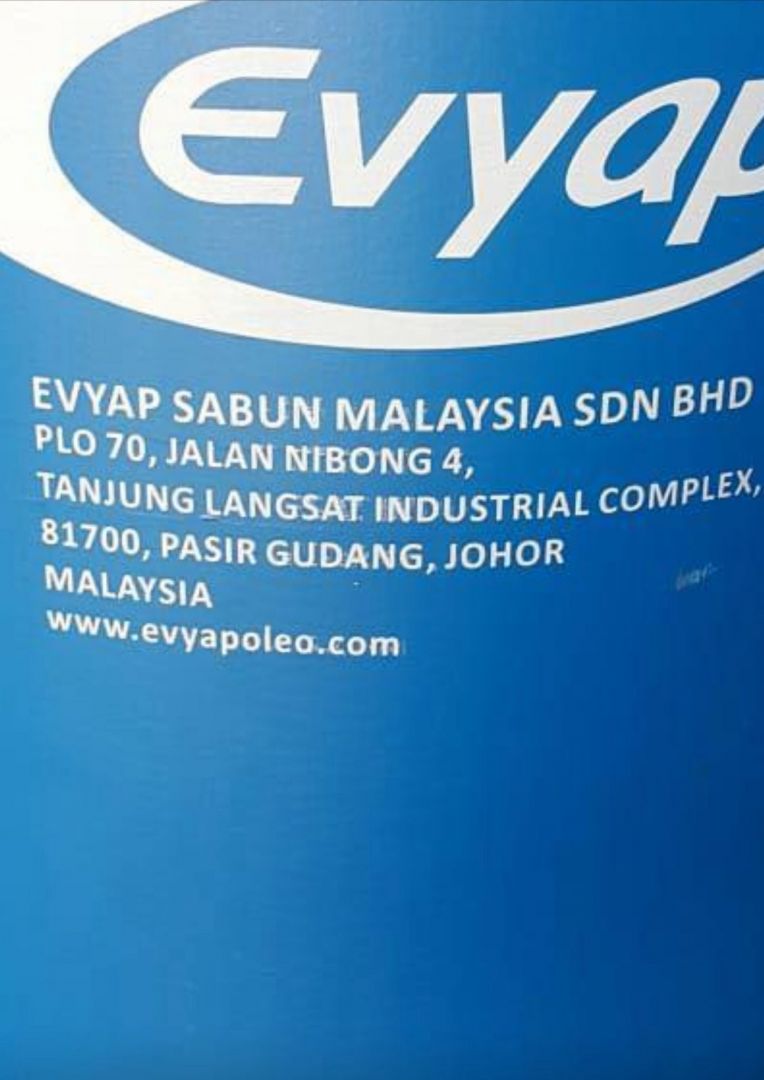 Evyap
EVYAP SABUN MALAYSIA SDN BHD
PLO 70, JALAN NIBONG 4,
TANJUNG LANGSAT INDUSTRIAL COMPLEX,
81700, PASIR GUDANG, JOHOR
MALAYSIA
www.evyapoleo.com